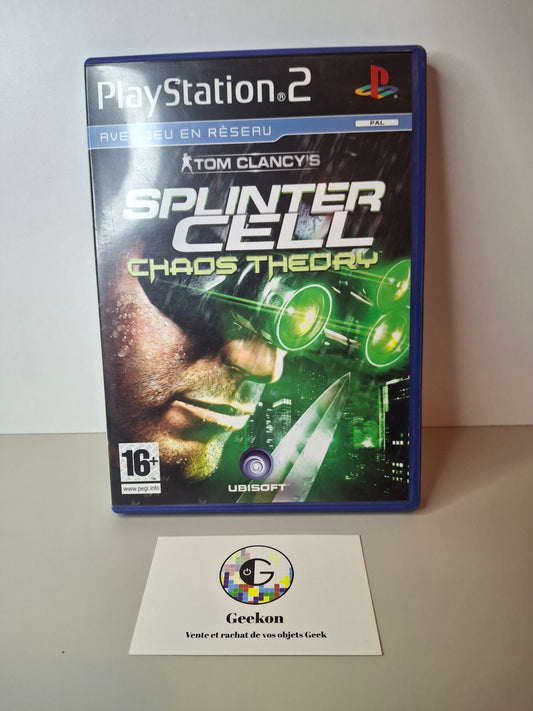 PlayStation®2
PAL
AVEC JEU EN RÉSEAU
TOM CLANCY'S
SPLINTER
CELL
CHAOS THEORY
16+
www.pegi.info
UBISOFT
G
Geekon
Vente et rachat de vos objets Geek